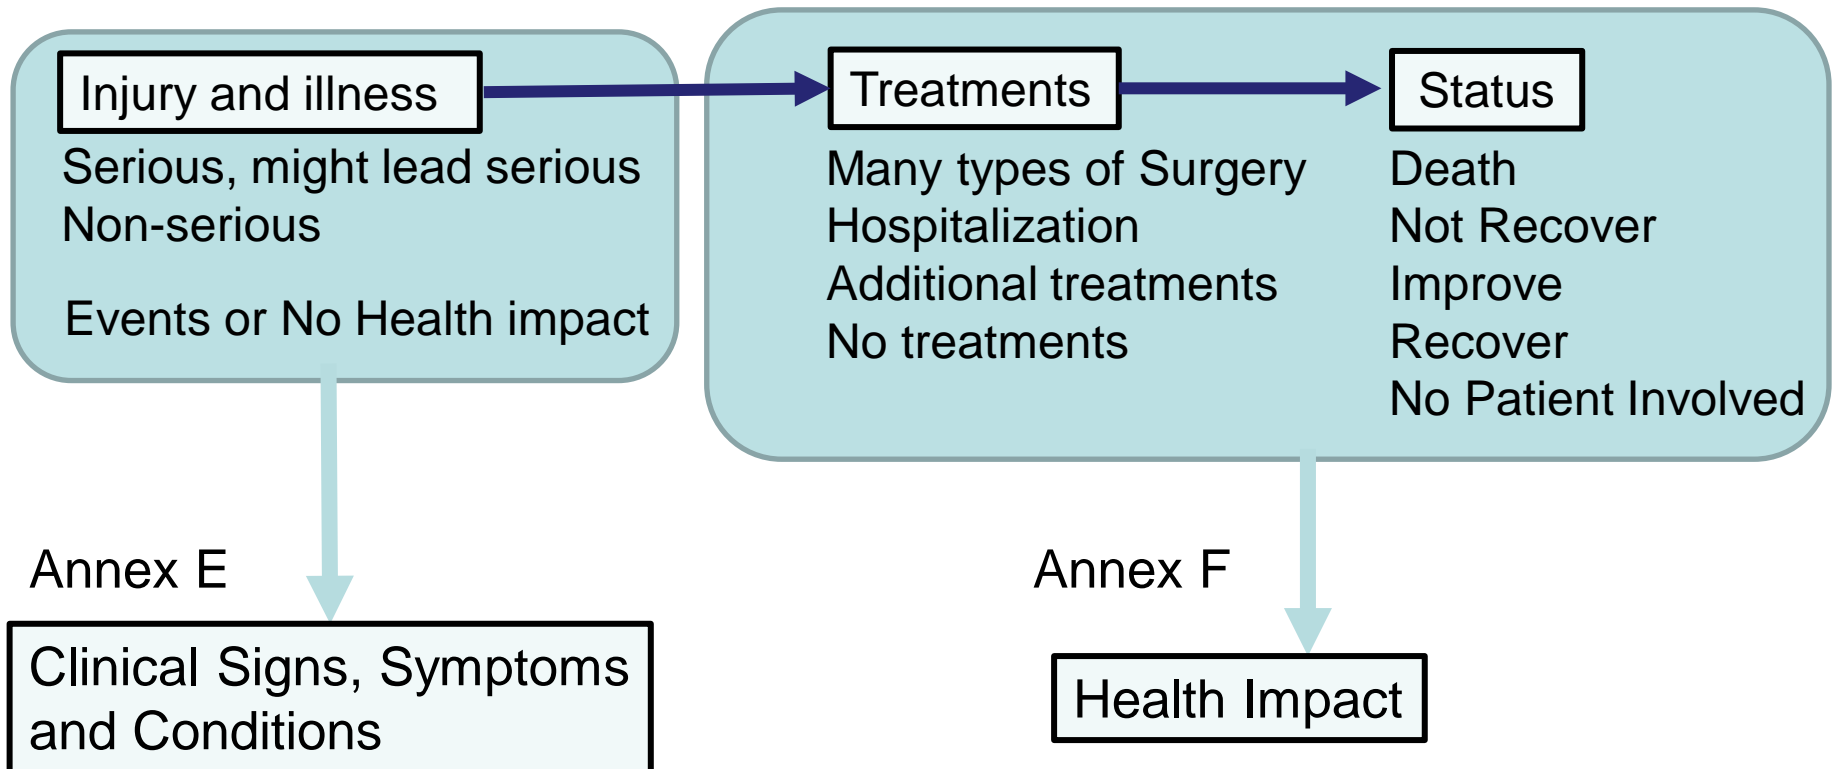 Injury and illness
Serious, might lead serious
Non-serious
Events or No Health impact
Treatments
Many types of Surgery
Hospitalization
Additional treatments
No treatments
Status
Death
Not Recover
Improve
Recover
No Patient Involved
Annex E
Clinical Signs, Symptoms
and Conditions
Annex F
Health Impact